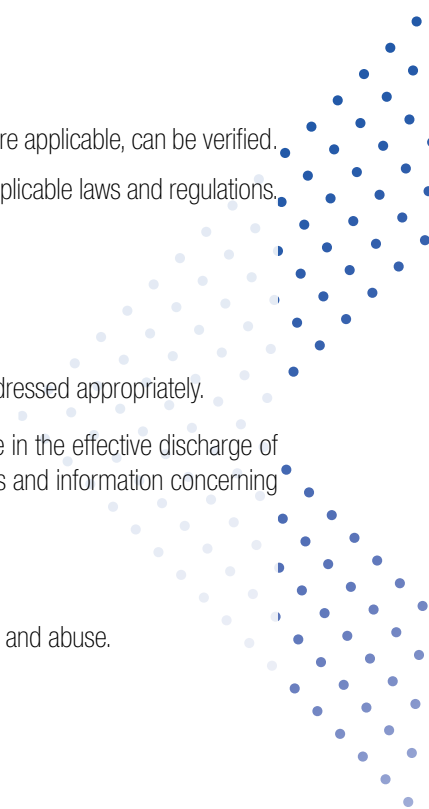 re applicable, can be verified.
plicable laws and regulations.
dressed appropriately.
e in the effective discharge of
s and information concerning
and abuse.